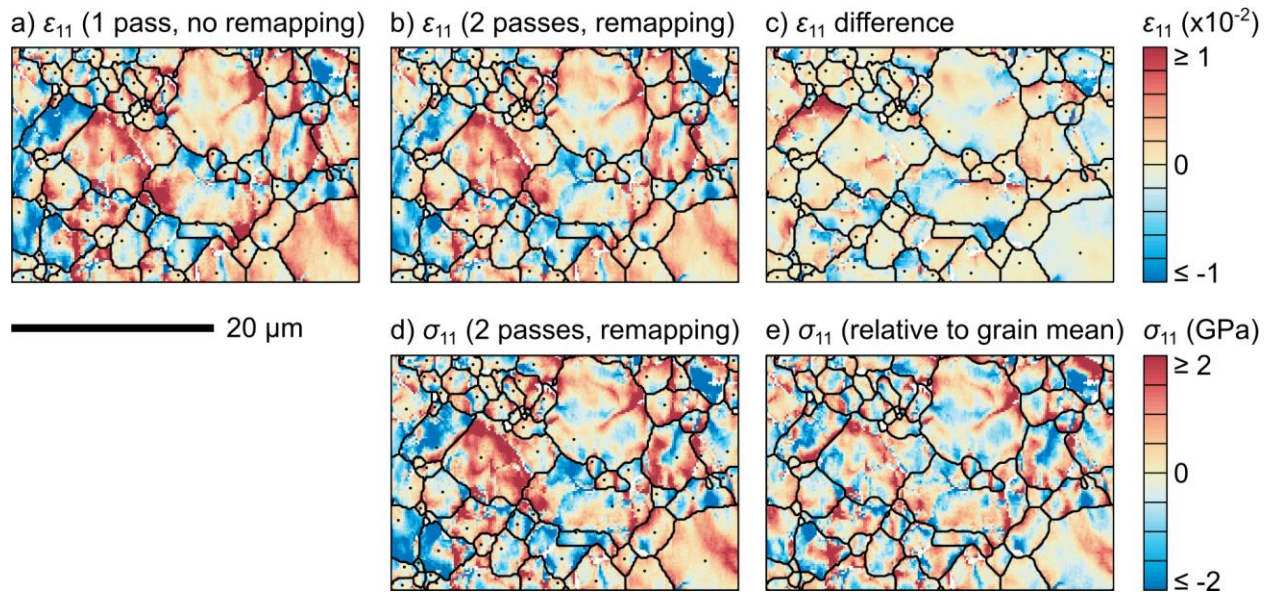 a) ε₁₁ (1 pass, no remapping)
b) ε₁₁ (2 passes, remapping)
c) ε₁₁ difference
ε₁₁ (x10⁻²)
≥ 1
0
≤ -1
20 µm
d) σ₁₁ (2 passes, remapping)
e) σ₁₁ (relative to grain mean)
σ₁₁ (GPa)
≥ 2
0
≤ -2